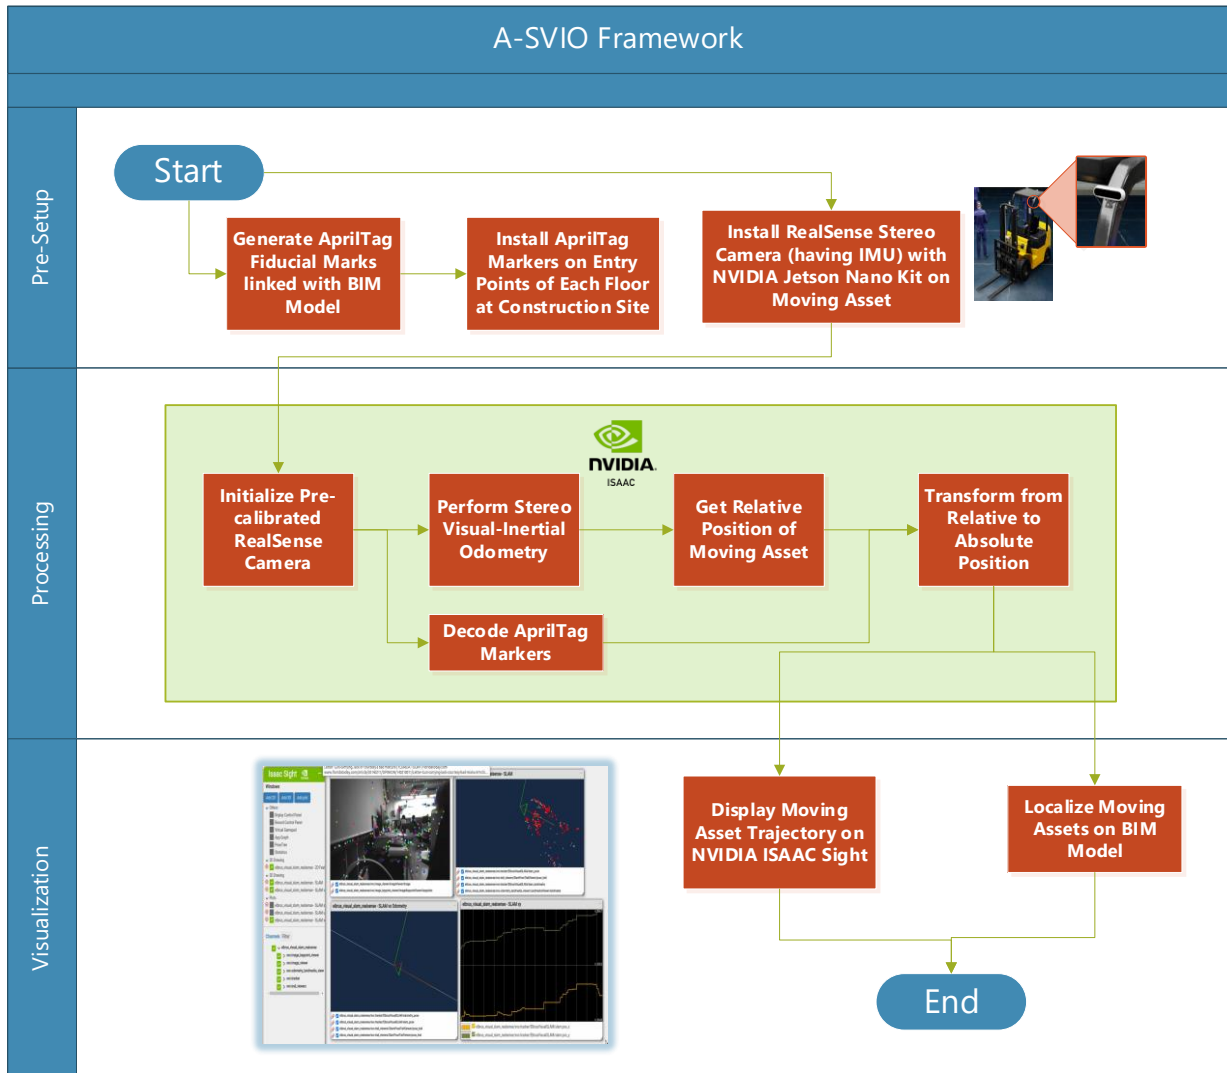 A-SVIO Framework
Pre-Setup
Start
Generate AprilTag
Fiducial Marks
linked with BIM
Model
Install AprilTag
Markers on Entry
Points of Each Floor
at Construction Site
Install RealSense Stereo
Camera (having IMU) with
NVIDIA Jetson Nano Kit on
Moving Asset
Processing
NVIDIA.
ISAAC
Initialize Pre-
calibrated
RealSense
Camera
Perform Stereo
Visual-Inertial
Odometry
Get Relative
Position of
Moving Asset
Transform from
Relative to
Absolute
Position
Decode AprilTag
Markers
Visualization
Isaac Sight
Windows
Channels
Display Moving
Asset Trajectory on
NVIDIA ISAAC Sight
Localize Moving
Assets on BIM
Model
End